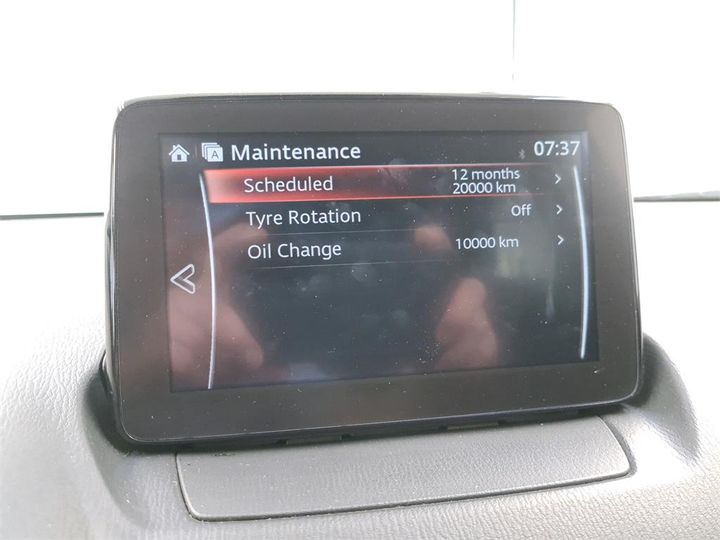 A Maintenance 07:37
Scheduled 12 months
20000 km
Tyre Rotation Off
Oil Change 10000 km